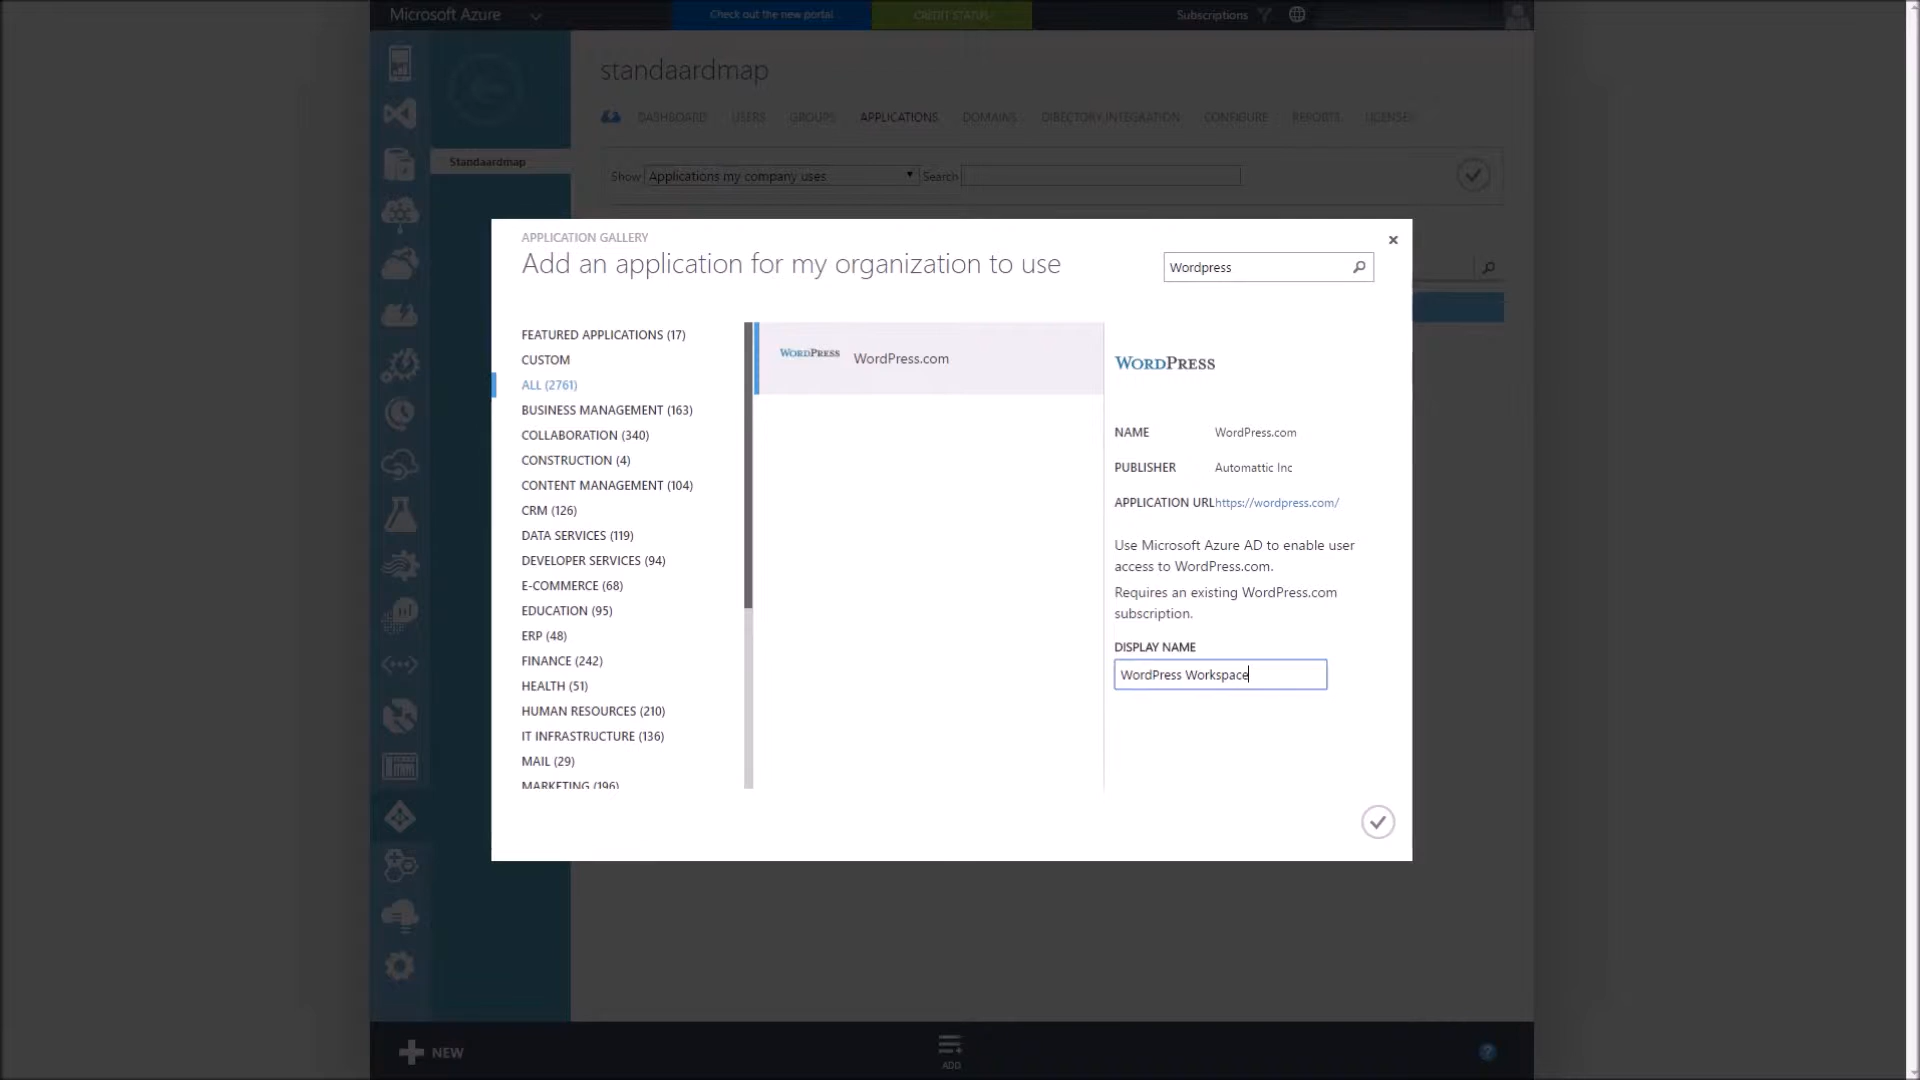 Microsoft Azure
Check out the new portal
CREDIT STATUS
Subscriptions
standaardmap
DASHBOARD USERS GROUPS APPLICATIONS DOMAINS DIRECTORY INTEGRATION CONFIGURE REPORTS LICENSES
Standaardmap
Show Applications my company uses Search
APPLICATION GALLERY
Add an application for my organization to use
Wordpress
FEATURED APPLICATIONS (17)
CUSTOM
ALL (2761)
BUSINESS MANAGEMENT (163)
COLLABORATION (340)
CONSTRUCTION (4)
CONTENT MANAGEMENT (104)
CRM (126)
DATA SERVICES (119)
DEVELOPER SERVICES (94)
E-COMMERCE (68)
EDUCATION (95)
ERP (48)
FINANCE (242)
HEALTH (51)
HUMAN RESOURCES (210)
IT INFRASTRUCTURE (136)
MAIL (29)
MARKETING (196)
WORDPRESS WordPress.com
WORDPRESS
NAME WordPress.com
PUBLISHER Automattic Inc
APPLICATION URL https://wordpress.com/
Use Microsoft Azure AD to enable user
access to WordPress.com.
Requires an existing WordPress.com
subscription.
DISPLAY NAME
WordPress Workspace
NEW
ADD
?